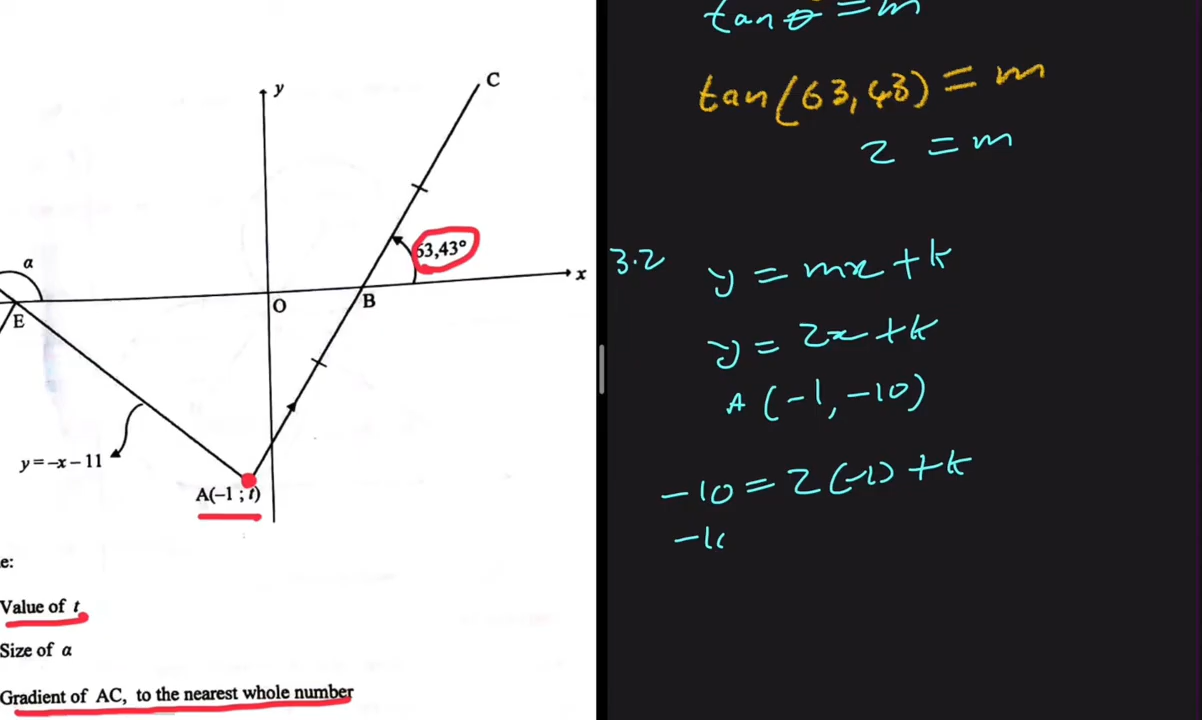 C
y
63,43°
α
x
O
B
E
y=–x – 11
A(–1 ; t)
e:
Value of t
Size of α
Gradient of AC, to the nearest whole number
tan θ = m
tan(63,43) = m
2 = m
3.2
y = mx + k
y = 2x + k
A (-1, -10)
-10 = 2(-1) + k